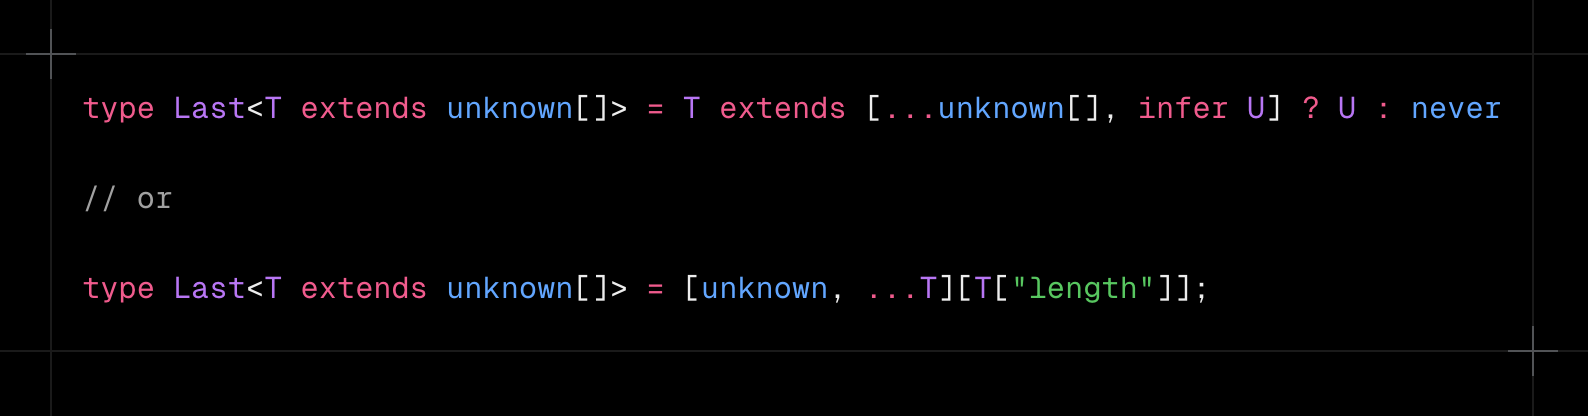 type Last<T extends unknown[]> = T extends [...unknown[], infer U] ? U : never
// or
type Last<T extends unknown[]> = [unknown, ...T][T["length"]];